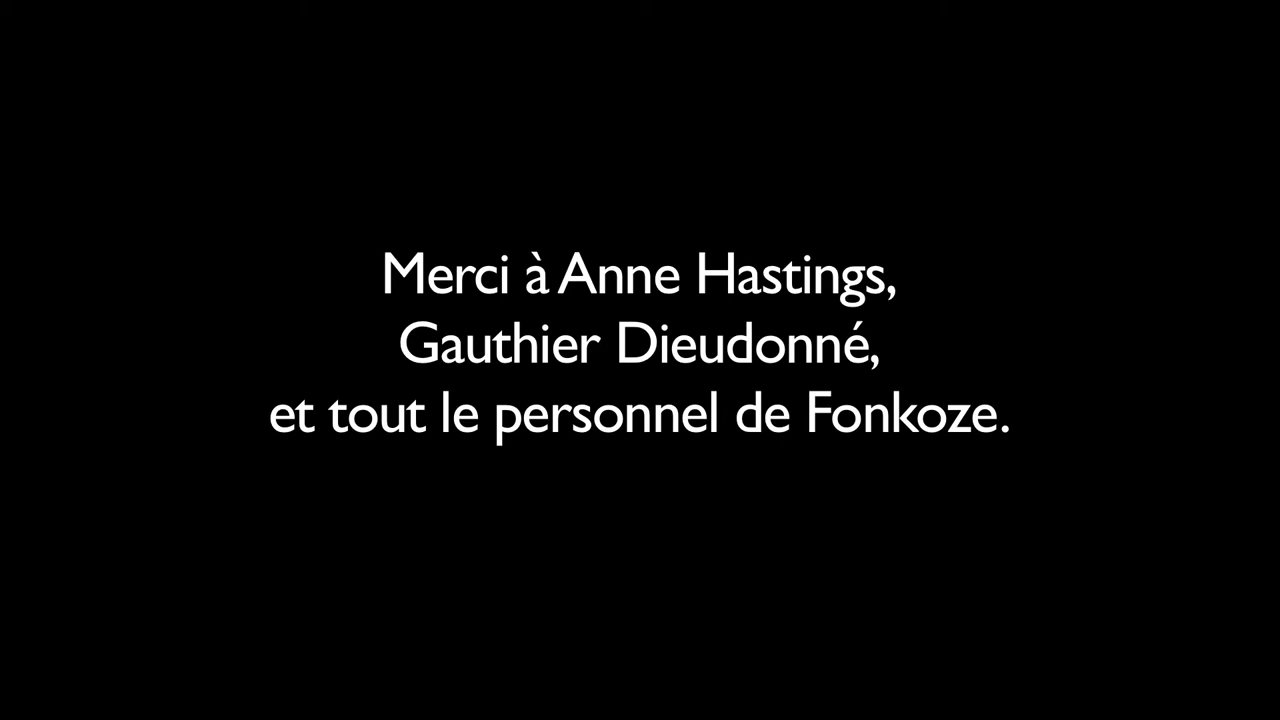 Merci à Anne Hastings,
Gauthier Dieudonné,
et tout le personnel de Fonkoze.